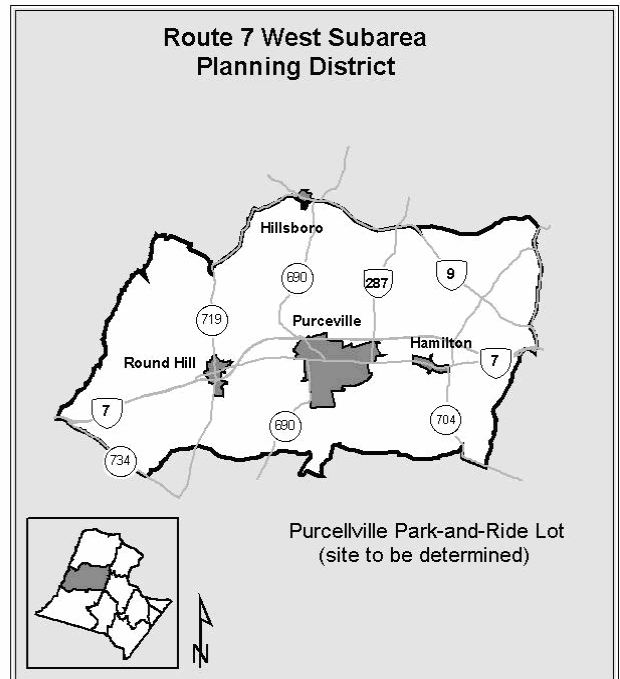 Route 7 West Subarea
Planning District
Hillsboro
690
287
9
719
Purceville
Hamilton
Round Hill
7
7
690
704
734
Purcellville Park-and-Ride Lot
(site to be determined)
N